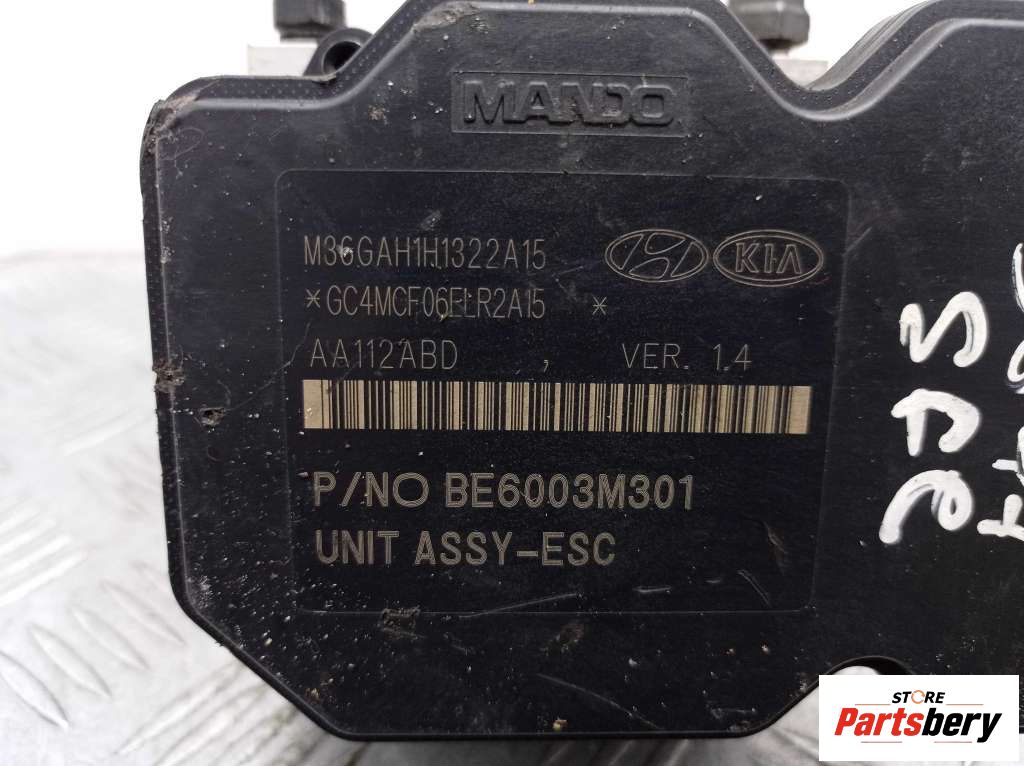 MANDO
M36GAH1H1322A15
KIA
*GC4MCF06ELR2A15 *
AA112ABD , VER. 1.4
P/NO BE6003M301
UNIT ASSY-ESC
STORE
Partsbery